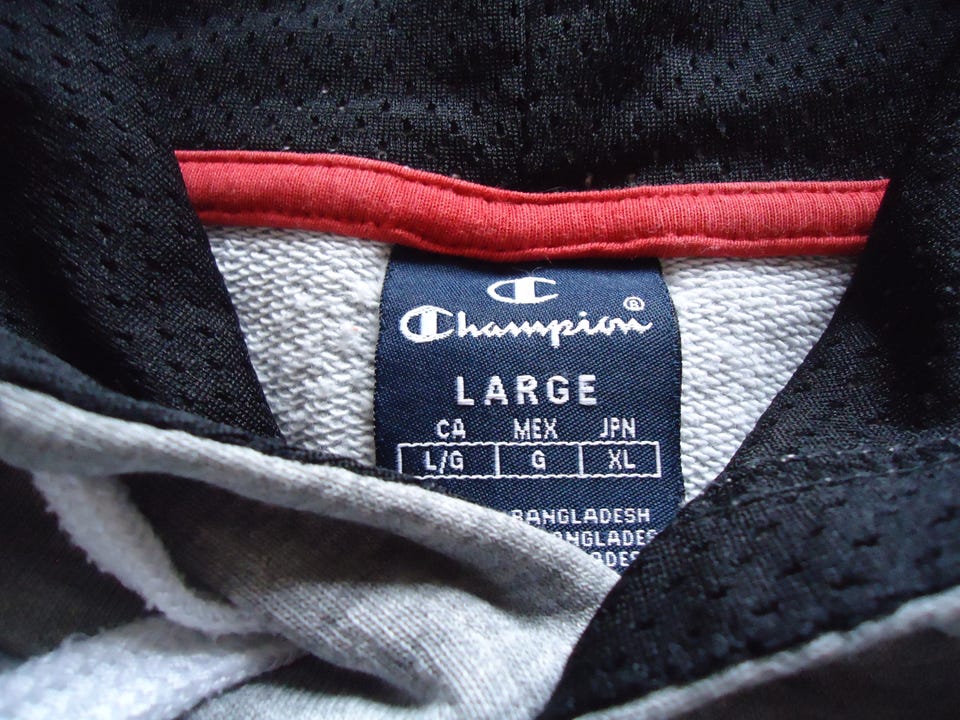 Champion®
LARGE
CA MEX JPN
L/G G XL
BANGLADESH